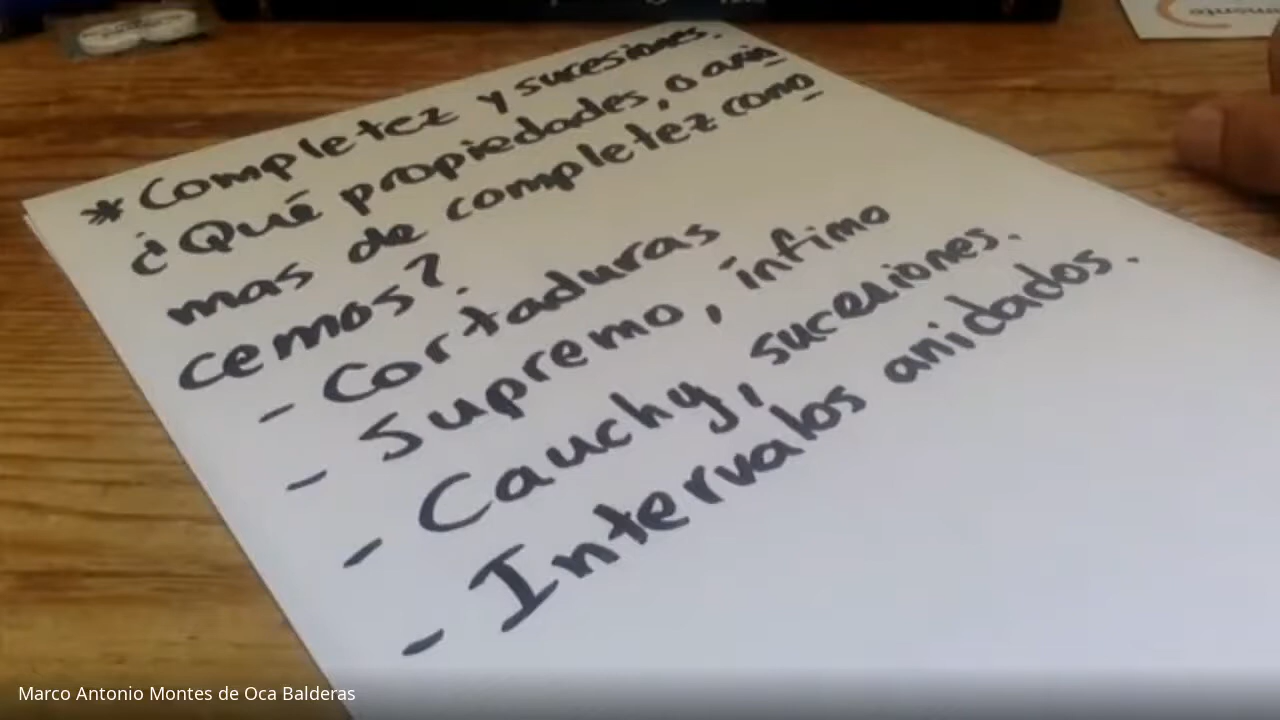 * Completez y sucesiones.
¿Qué propiedades, o axio
mas de completez cono
cemos?
- Cortaduras
- Supremo, ínfimo
- Cauchy, sucesiones.
- Intervalos anidados.
Marco Antonio Montes de Oca Balderas